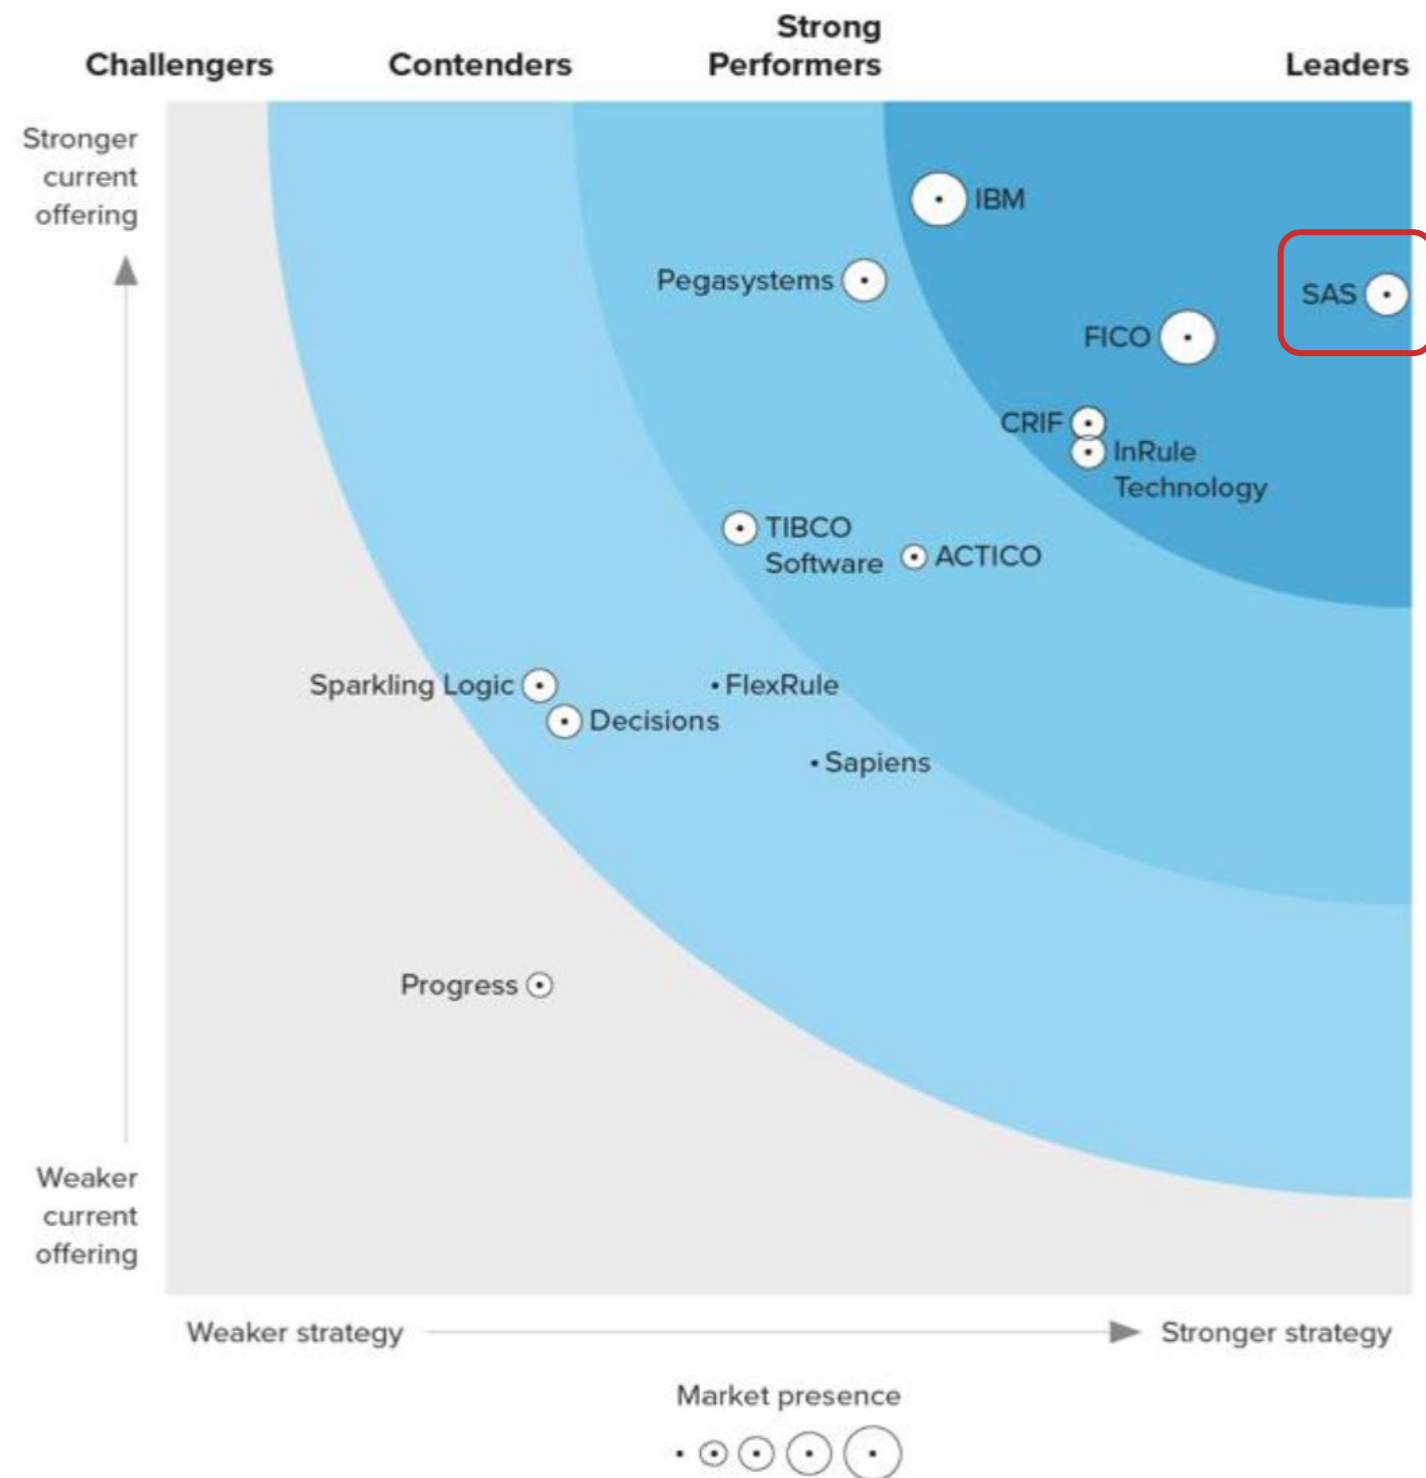 Challengers
Contenders
Strong
Performers
Leaders
Stronger
current
offering
IBM
Pegasystems
SAS
FICO
CRIF
InRule
Technology
TIBCO
Software
ACTICO
Sparkling Logic
FlexRule
Decisions
Sapiens
Progress
Weaker
current
offering
Weaker strategy
Stronger strategy
Market presence